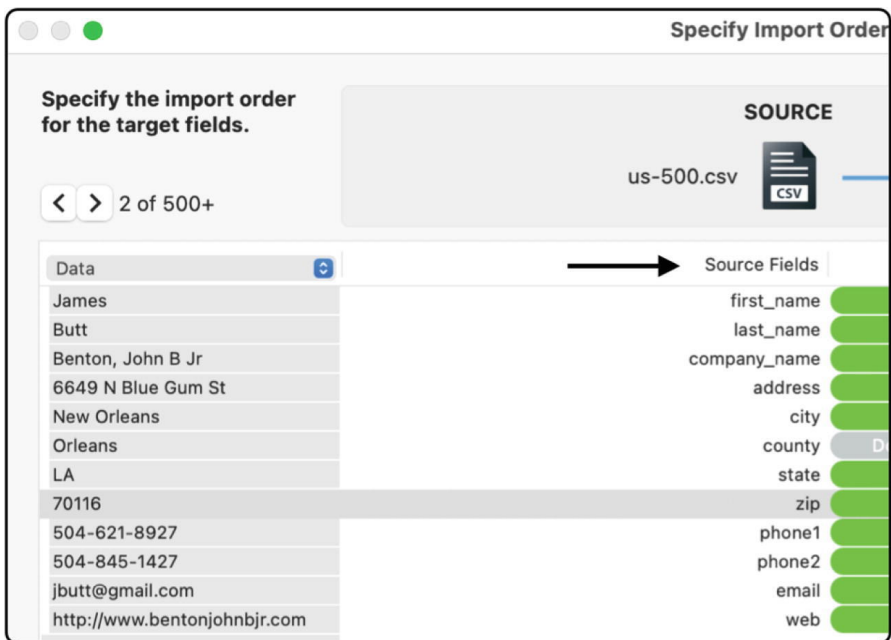 Specify Import Order
Specify the import order
for the target fields.
SOURCE
us-500.csv
CSV
2 of 500+
Data
Source Fields
James
first_name
Butt
last_name
Benton, John B Jr
company_name
6649 N Blue Gum St
address
New Orleans
city
Orleans
county
LA
state
70116
zip
504-621-8927
phone1
504-845-1427
phone2
jbutt@gmail.com
email
http://www.bentonjohnbjr.com
web